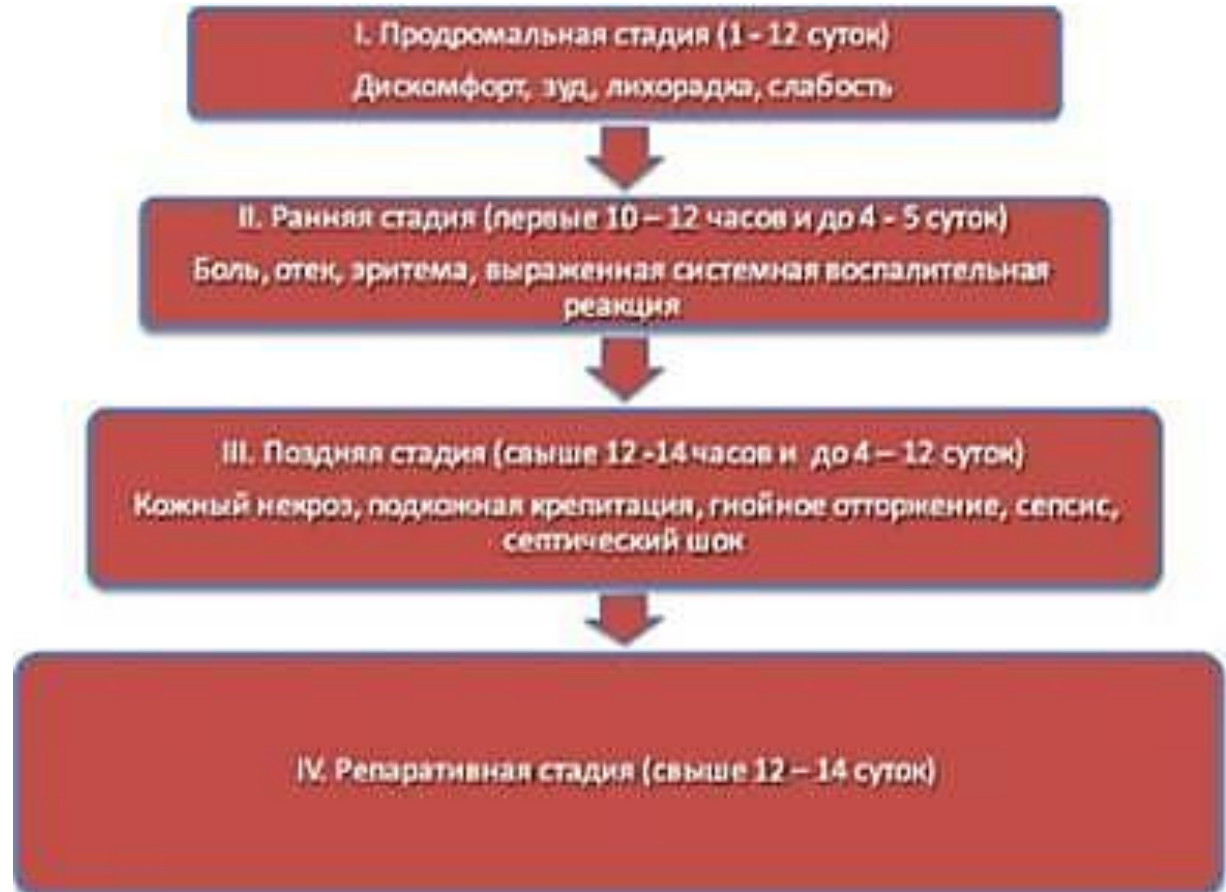 I. Продромальная стадия (1 - 12 суток)
Дискомфорт, зуд, лихорадка, слабость
II. Ранняя стадия (первые 10 – 12 часов и до 4 - 5 суток)
Боль, отек, эритема, выраженная системная воспалительная
реакция
III. Поздняя стадия (свыше 12 -14 часов и до 4 – 12 суток)
Кожный некроз, подкожная крепитация, гнойное отторжение, сепсис,
септический шок
IV. Репаративная стадия (свыше 12 – 14 суток)